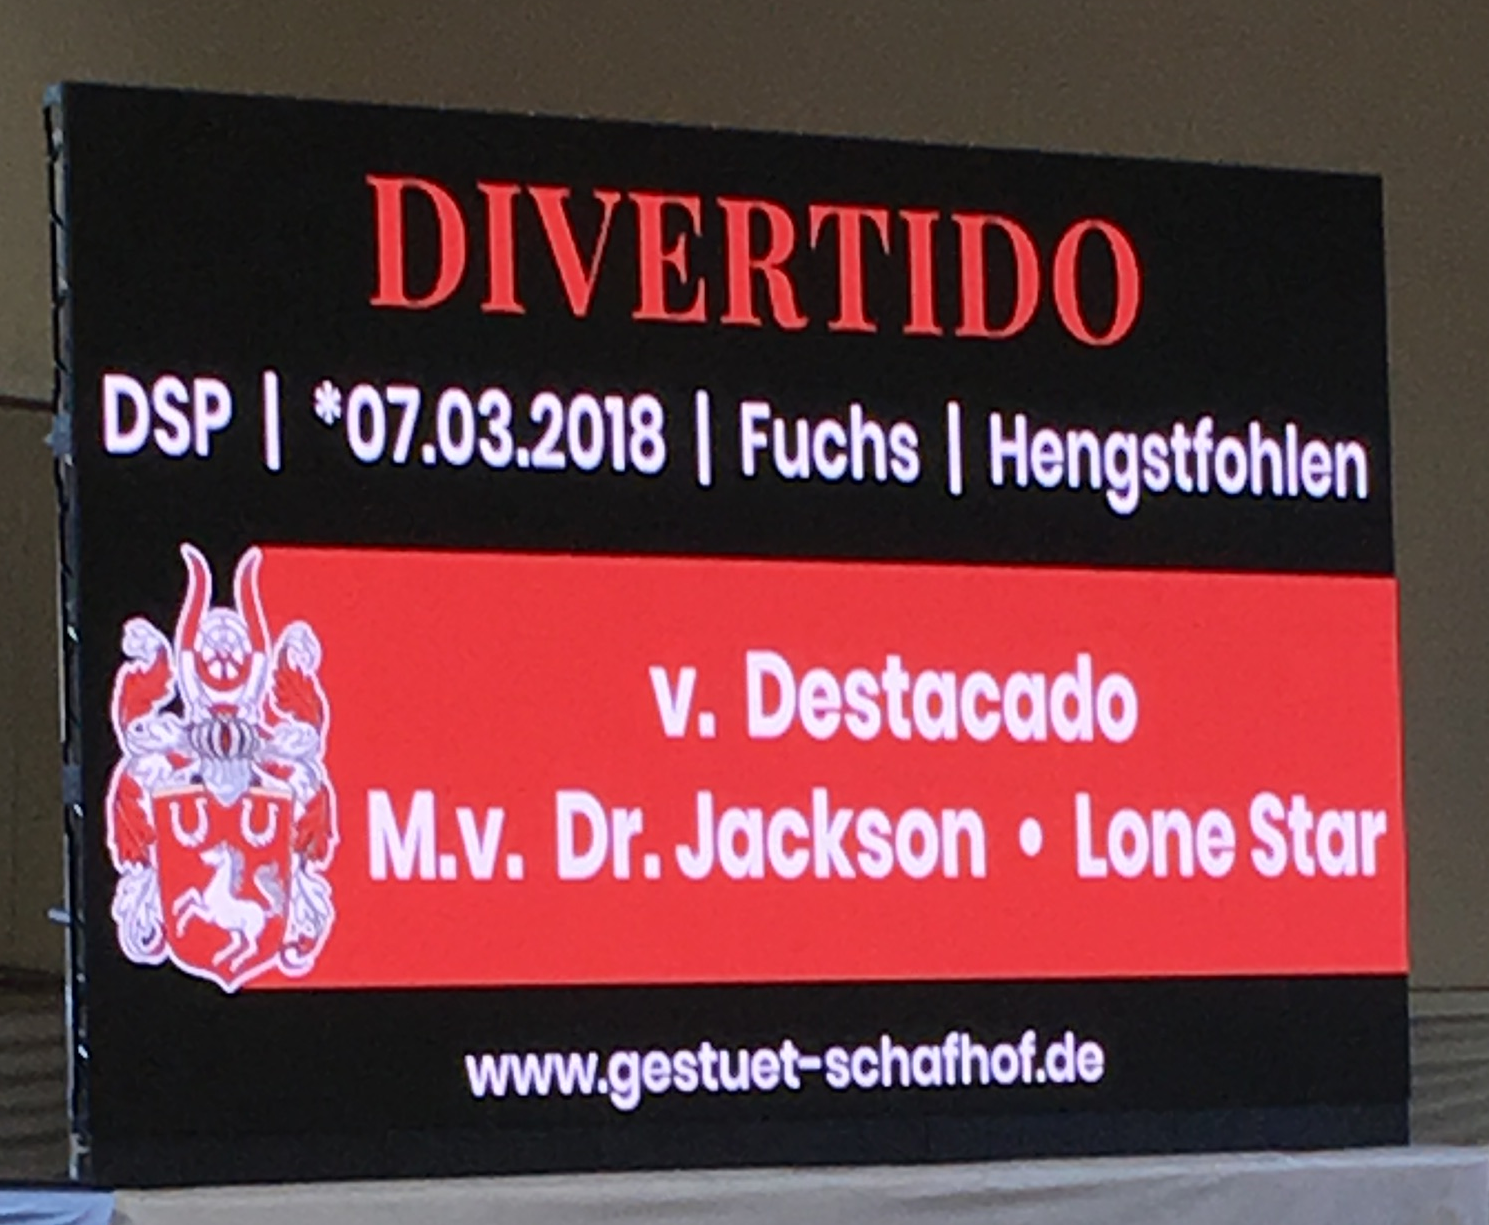 DIVERTIDO
DSP | *07.03.2018 | Fuchs | Hengstfohlen
v. Destacado
M.v. Dr. Jackson • Lone Star
www.gestuet-schafhof.de